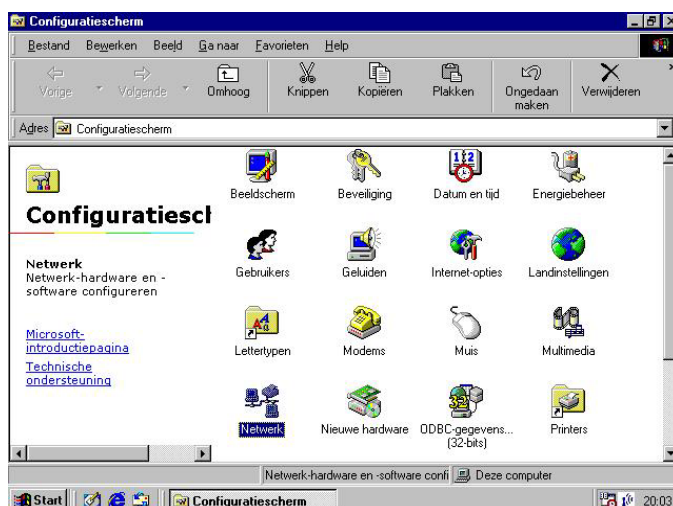 Configuratiescherm
Bestand Bewerken Beeld Ga naar Favorieten Help
Vorige Volgende Omhoog Knippen Kopiëren Plakken Ongedaan maken Verwijderen
Adres Configuratiescherm
Configuratiescl
Netwerk
Netwerk-hardware en -
software configureren
Microsoft-
introductiepagina
Technische
ondersteuning
Beeldscherm Beveiliging Datum en tijd Energiebeheer
Gebruikers Geluiden Internet-opties Landinstellingen
Lettertypen Modems Muis Multimedia
Netwerk Nieuwe hardware ODBC-gegevens... (32-bits) Printers
Netwerk-hardware en -software confi Deze computer
Start Configuratiescherm 20:03